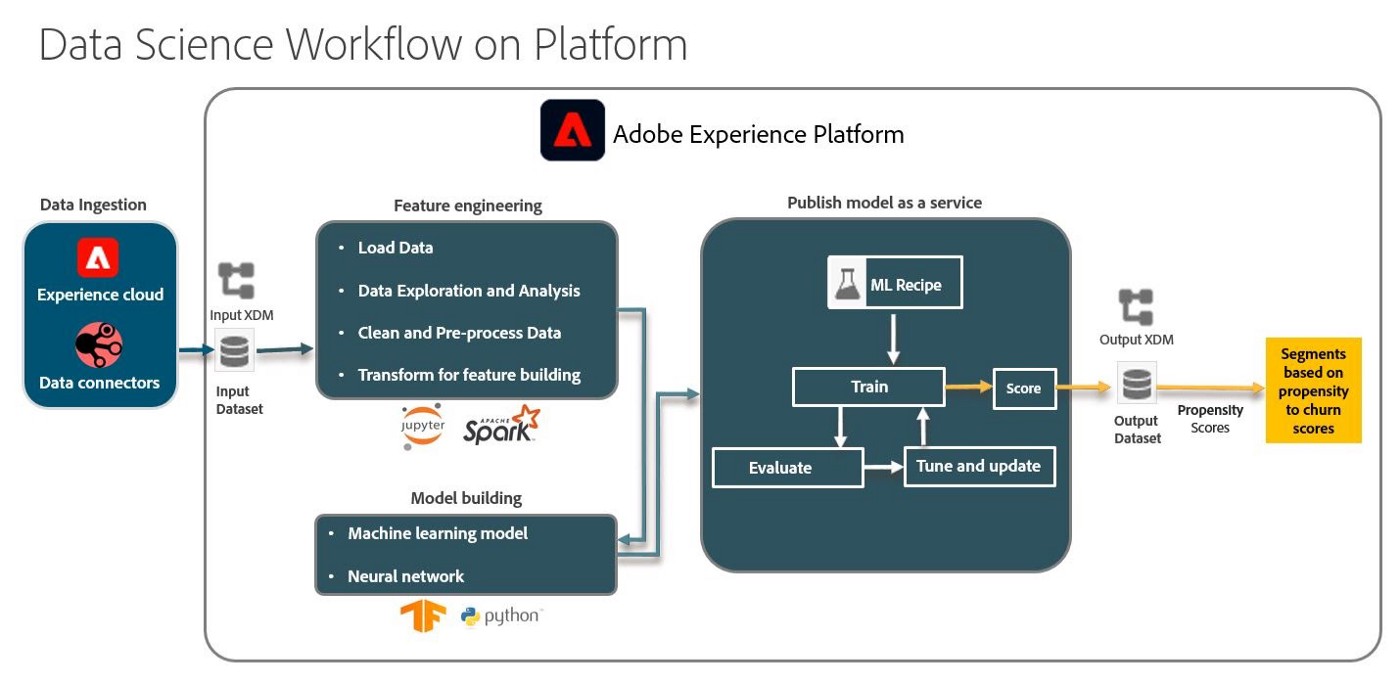 Data Science Workflow on Platform
Adobe Experience Platform
Data Ingestion
Experience cloud
Data connectors
Input XDM
Input
Dataset
Feature engineering
• Load Data
• Data Exploration and Analysis
• Clean and Pre-process Data
• Transform for feature building
jupyter
APACHE
Spark™
Model building
• Machine learning model
• Neural network
python™
Publish model as a service
ML Recipe
Train
Score
Evaluate
Tune and update
Output XDM
Output
Dataset
Propensity
Scores
Segments
based on
propensity
to churn
scores